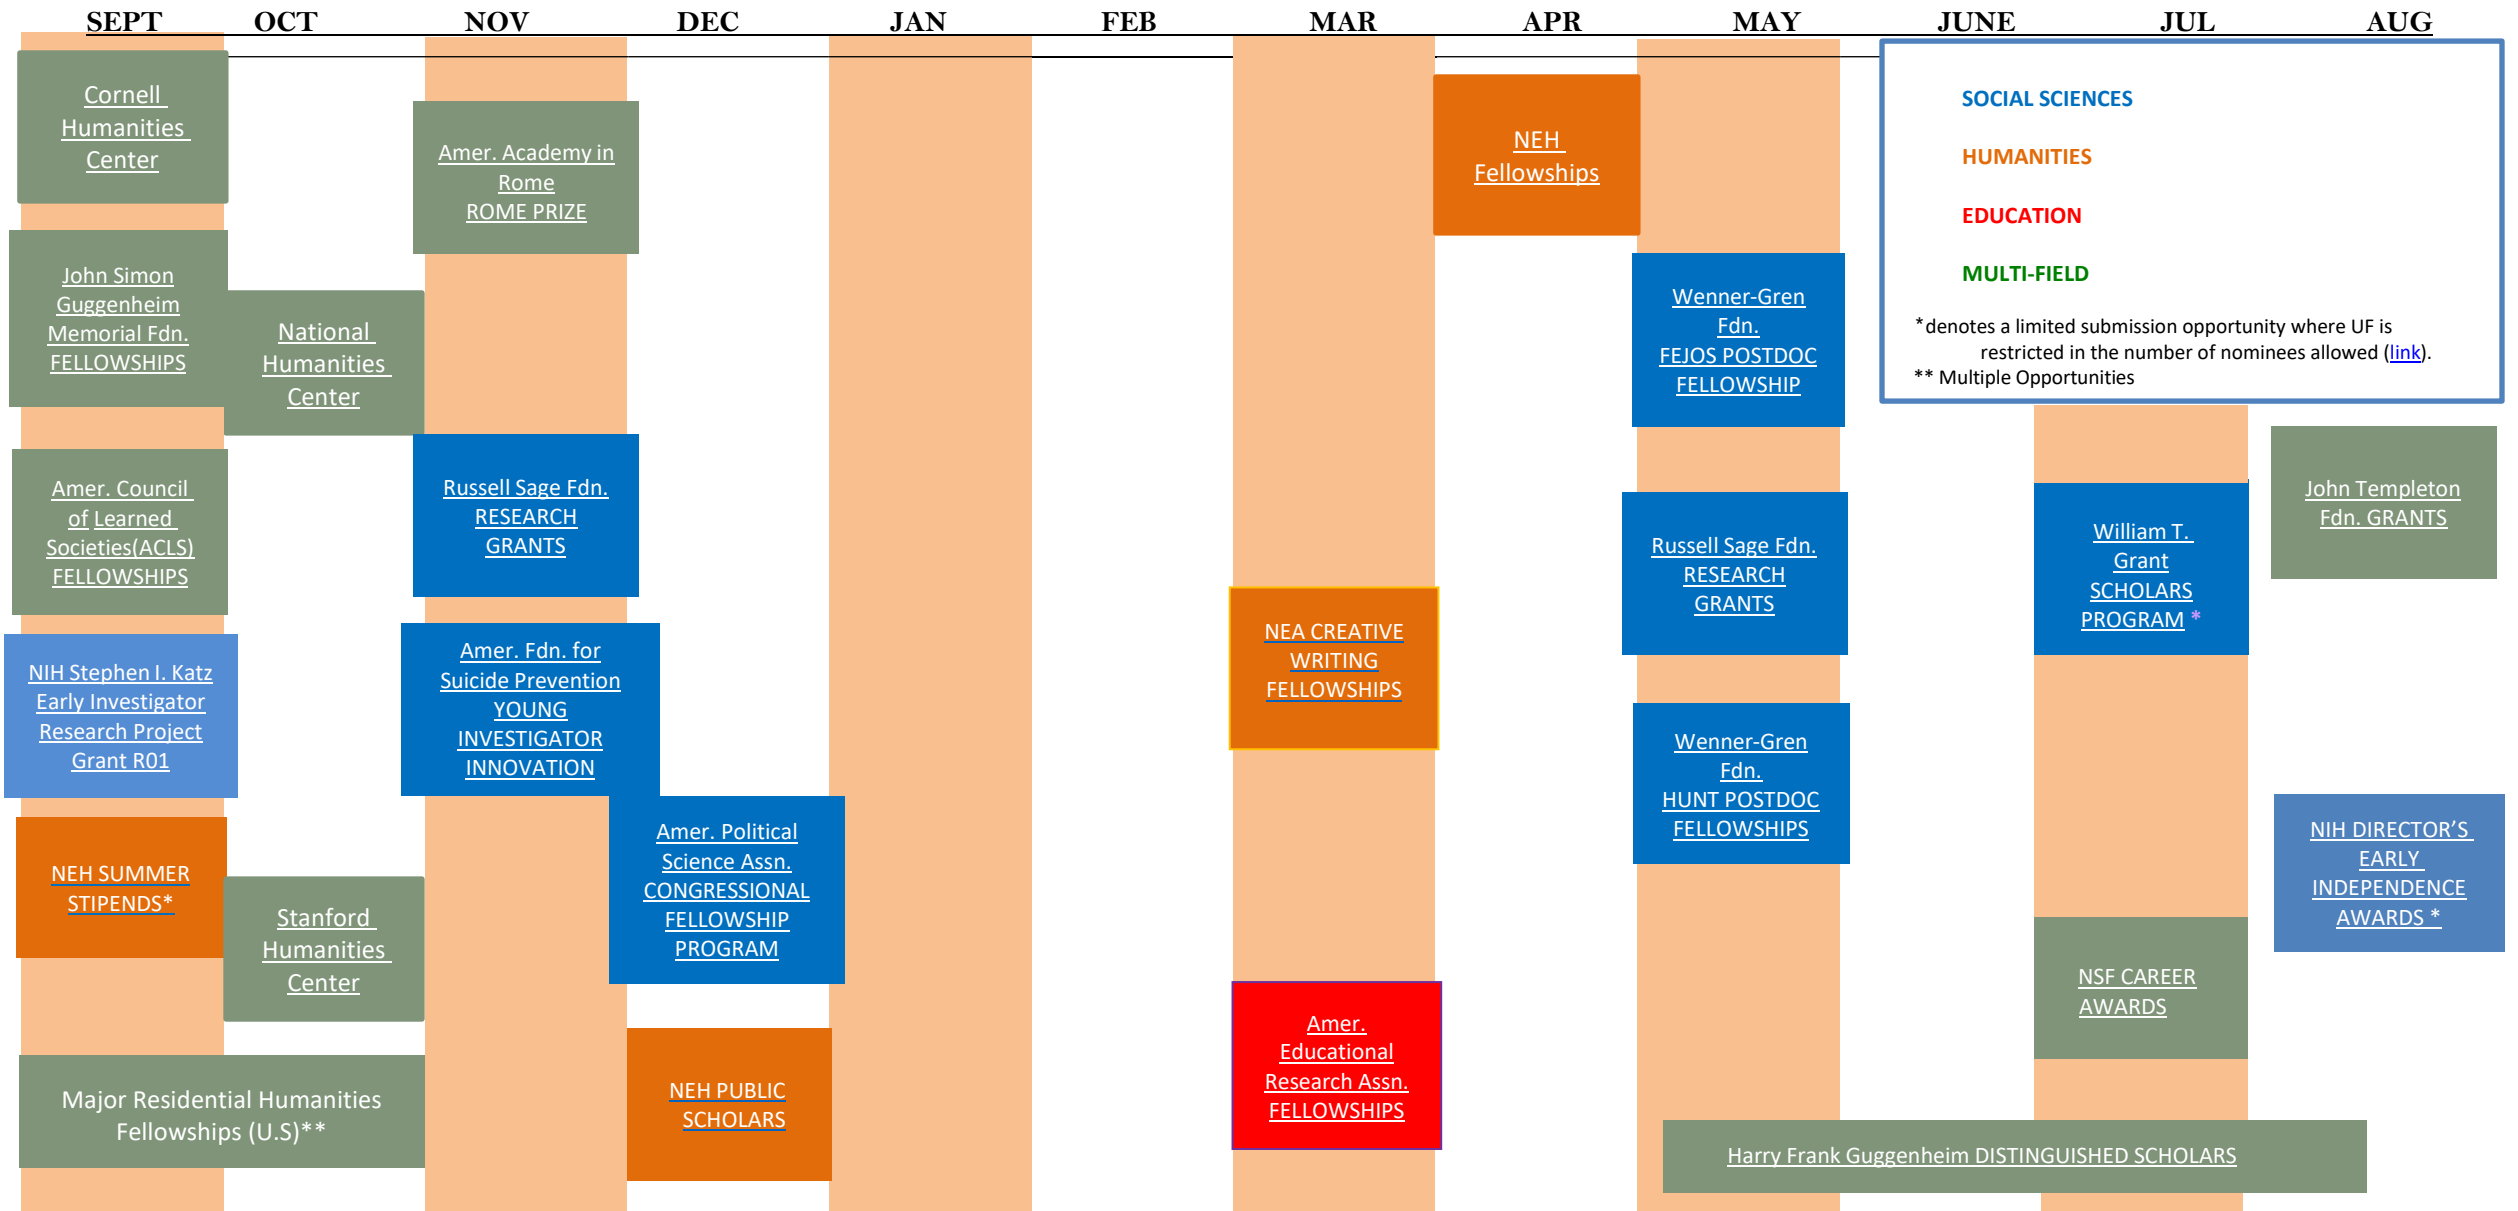 SEPT OCT NOV DEC JAN FEB MAR APR MAY JUNE JUL AUG
Cornell
Humanities
Center
John Simon
Guggenheim
Memorial Fdn.
FELLOWSHIPS
Amer. Council
of Learned
Societies(ACLS)
FELLOWSHIPS
NIH Stephen I. Katz
Early Investigator
Research Project
Grant R01
NEH SUMMER
STIPENDS*
Major Residential Humanities
Fellowships (U.S)**
National
Humanities
Center
Stanford
Humanities
Center
Amer. Academy in
Rome
ROME PRIZE
Russell Sage Fdn.
RESEARCH
GRANTS
Amer. Fdn. for
Suicide Prevention
YOUNG
INVESTIGATOR
INNOVATION
Amer. Political
Science Assn.
CONGRESSIONAL
FELLOWSHIP
PROGRAM
NEH PUBLIC
SCHOLARS
NEA CREATIVE
WRITING
FELLOWSHIPS
Amer.
Educational
Research Assn.
FELLOWSHIPS
NEH
Fellowships
Wenner-Gren
Fdn.
FEJOS POSTDOC
FELLOWSHIP
Russell Sage Fdn.
RESEARCH
GRANTS
Wenner-Gren
Fdn.
HUNT POSTDOC
FELLOWSHIPS
SOCIAL SCIENCES
HUMANITIES
EDUCATION
MULTI-FIELD
*denotes a limited submission opportunity where UF is
restricted in the number of nominees allowed (link).
** Multiple Opportunities
William T.
Grant
SCHOLARS
PROGRAM *
NSF CAREER
AWARDS
John Templeton
Fdn. GRANTS
NIH DIRECTOR’S
EARLY
INDEPENDENCE
AWARDS *
Harry Frank Guggenheim DISTINGUISHED SCHOLARS